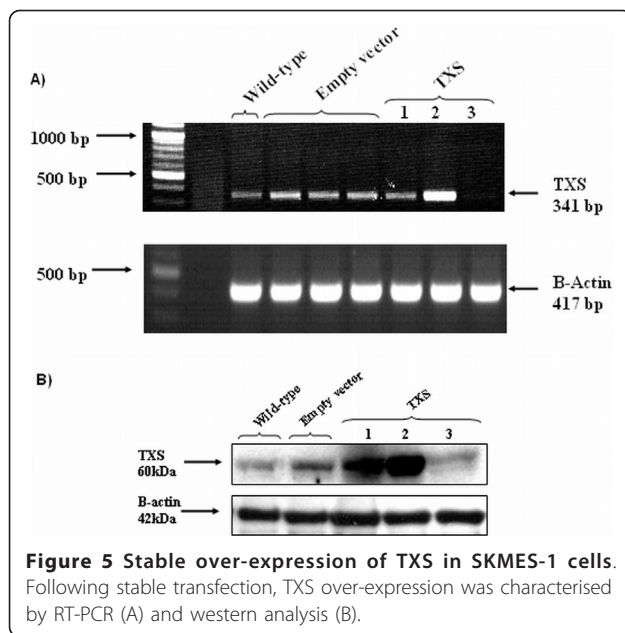 A)
Wild-type Empty vector TXS
1 2 3
1000 bp
500 bp
TXS
341 bp
500 bp
B-Actin
417 bp
B)
Wild-type Empty vector TXS
1 2 3
TXS
60kDa
B-actin
42kDa
Figure 5 Stable over-expression of TXS in SKMES-1 cells.
Following stable transfection, TXS over-expression was characterised
by RT-PCR (A) and western analysis (B).